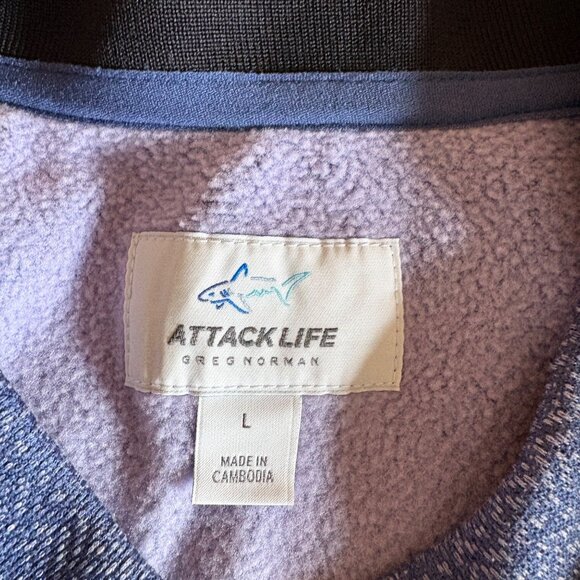 ATTACK LIFE
GREG NORMAN
L
MADE IN
CAMBODIA